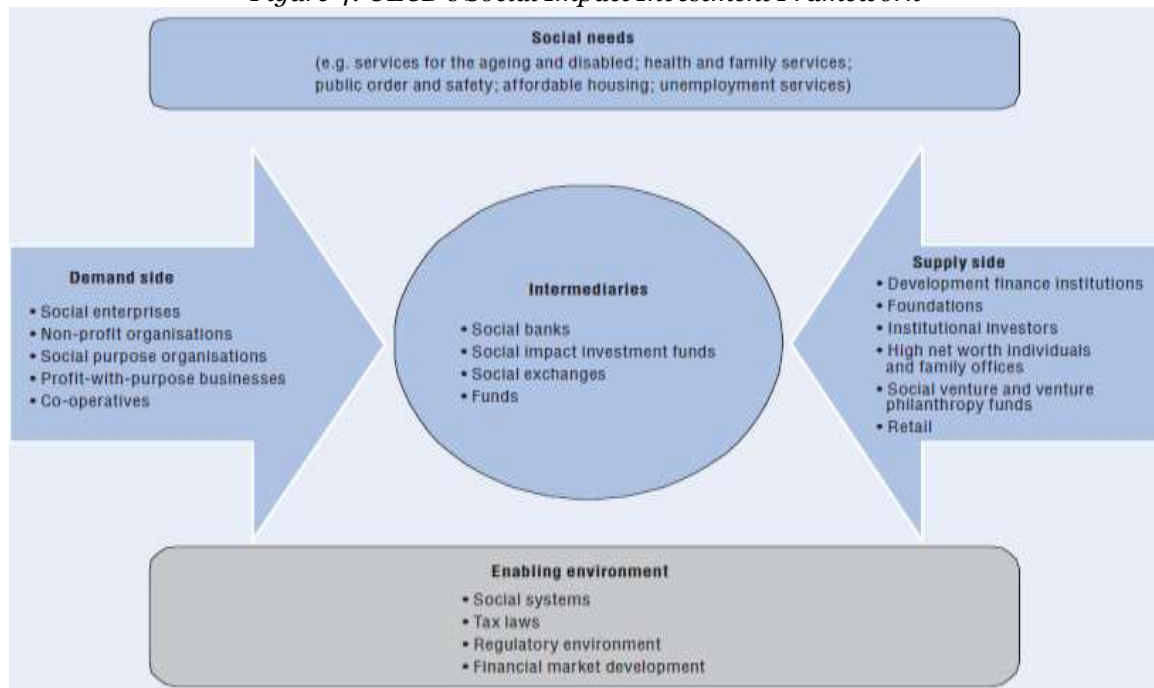 Social needs
(e.g. services for the ageing and disabled; health and family services;
public order and safety; affordable housing; unemployment services)
Demand side
• Social enterprises
• Non-profit organisations
• Social purpose organisations
• Profit-with-purpose businesses
• Co-operatives
Intermediaries
• Social banks
• Social impact investment funds
• Social exchanges
• Funds
Supply side
• Development finance institutions
• Foundations
• Institutional investors
• High net worth individuals
and family offices
• Social venture and venture
philanthropy funds
• Retail
Enabling environment
• Social systems
• Tax laws
• Regulatory environment
• Financial market development